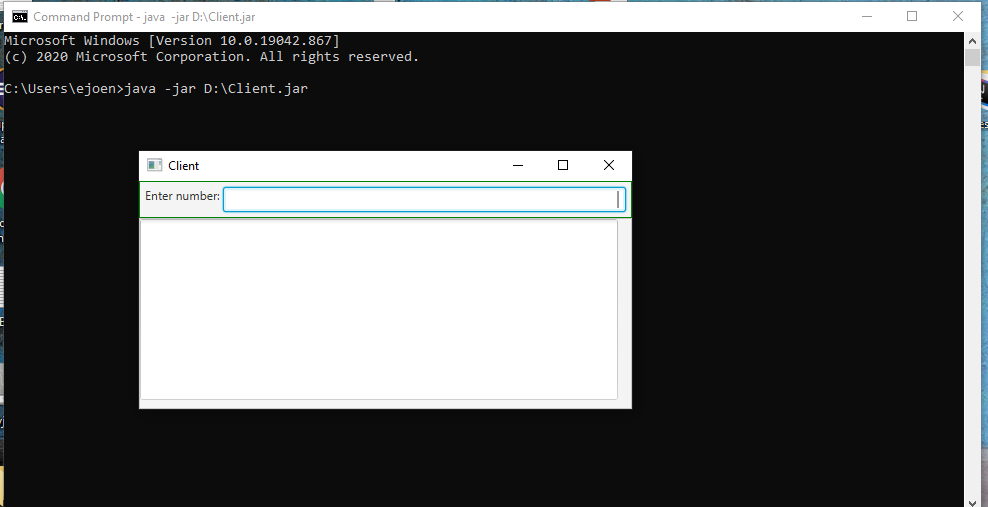 Command Prompt - java -jar D:\Client.jar
Microsoft Windows [Version 10.0.19042.867]
(c) 2020 Microsoft Corporation. All rights reserved.
C:\Users\ejoen>java -jar D:\Client.jar
Client
Enter number: